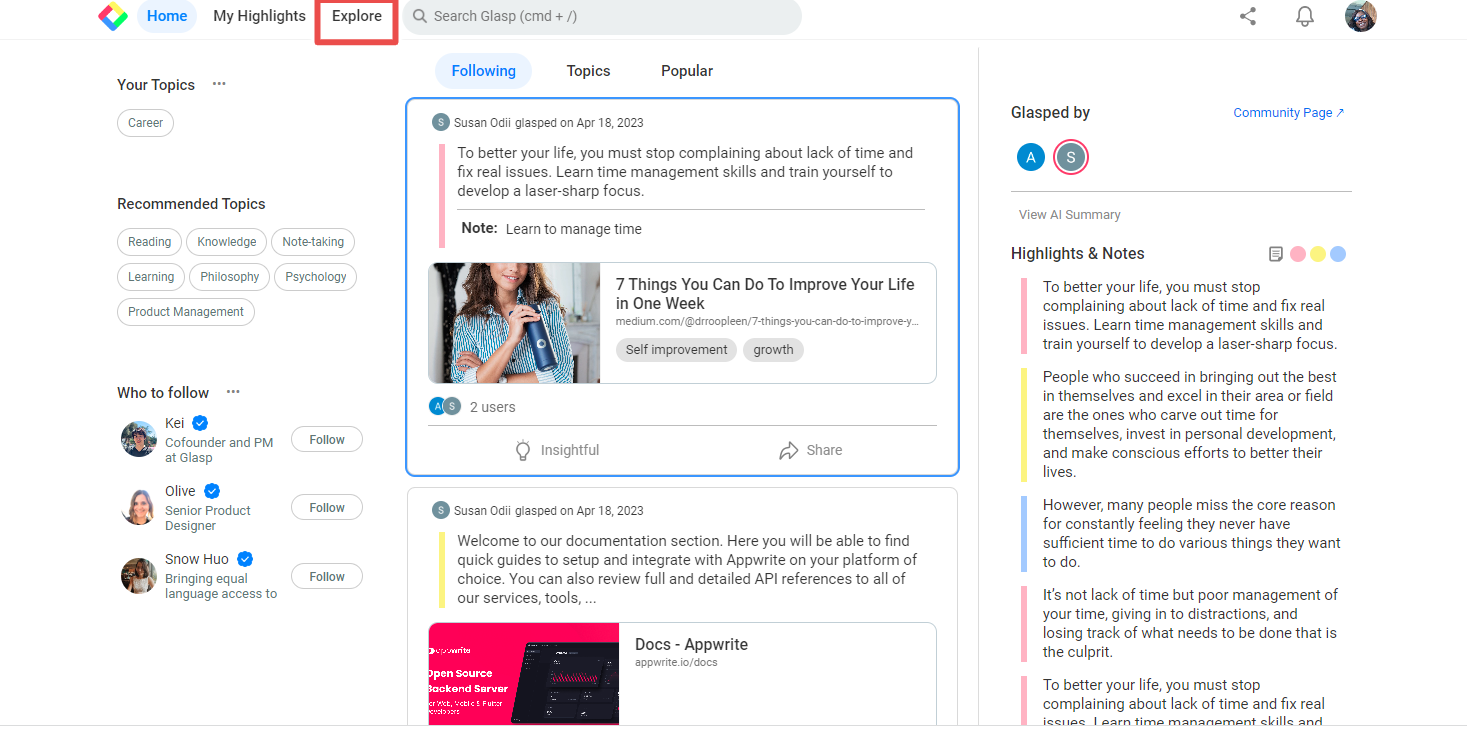 Home My Highlights Explore Search Glasp (cmd + /)
Your Topics ...
Career
Recommended Topics
Reading Knowledge Note-taking
Learning Philosophy Psychology
Product Management
Who to follow ...
Kei
Cofounder and PM
at Glasp
Follow
Olive
Senior Product
Designer
Follow
Snow Huo
Bringing equal
language access to
Follow
Following Topics Popular
S Susan Odii glasped on Apr 18, 2023
To better your life, you must stop complaining about lack of time and
fix real issues. Learn time management skills and train yourself to
develop a laser-sharp focus.
Note: Learn to manage time
7 Things You Can Do To Improve Your Life
in One Week
medium.com/@drroopleen/7-things-you-can-do-to-improve-y...
Self improvement growth
A S 2 users
Insightful Share
S Susan Odii glasped on Apr 18, 2023
Welcome to our documentation section. Here you will be able to find
quick guides to setup and integrate with Appwrite on your platform of
choice. You can also review full and detailed API references to all of
our services, tools, ...
appwrite
Open Source
Backend Server
For Web, Mobile & Flutter
Developers
Docs - Appwrite
appwrite.io/docs
Glasped by Community Page ↗
A S
View AI Summary
Highlights & Notes
To better your life, you must stop
complaining about lack of time and fix real
issues. Learn time management skills and
train yourself to develop a laser-sharp focus.
People who succeed in bringing out the best
in themselves and excel in their area or field
are the ones who carve out time for
themselves, invest in personal development,
and make conscious efforts to better their
lives.
However, many people miss the core reason
for constantly feeling they never have
sufficient time to do various things they want
to do.
It's not lack of time but poor management of
your time, giving in to distractions, and
losing track of what needs to be done that is
the culprit.
To better your life, you must stop
complaining about lack of time and fix real
issues. Learn time management skills and